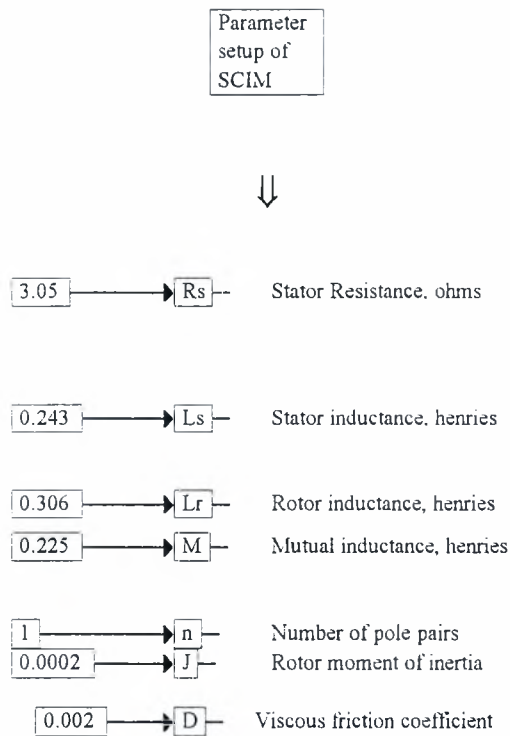 Parameter
setup of
SCIM
⇓
3.05 Rs Stator Resistance, ohms
0.243 Ls Stator inductance, henries
0.306 Lr Rotor inductance, henries
0.225 M Mutual inductance, henries
1 n Number of pole pairs
0.0002 J Rotor moment of inertia
0.002 D Viscous friction coefficient